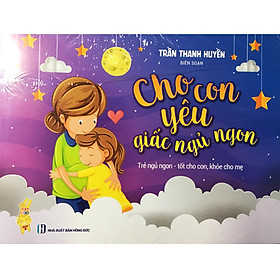 TRẦN THANH HUYỀN
BIÊN SOẠN
Cho con
yêu
giấc ngủ ngon
Trẻ ngủ ngon - tốt cho con, khỏe cho mẹ
NHÀ XUẤT BẢN HỒNG ĐỨC